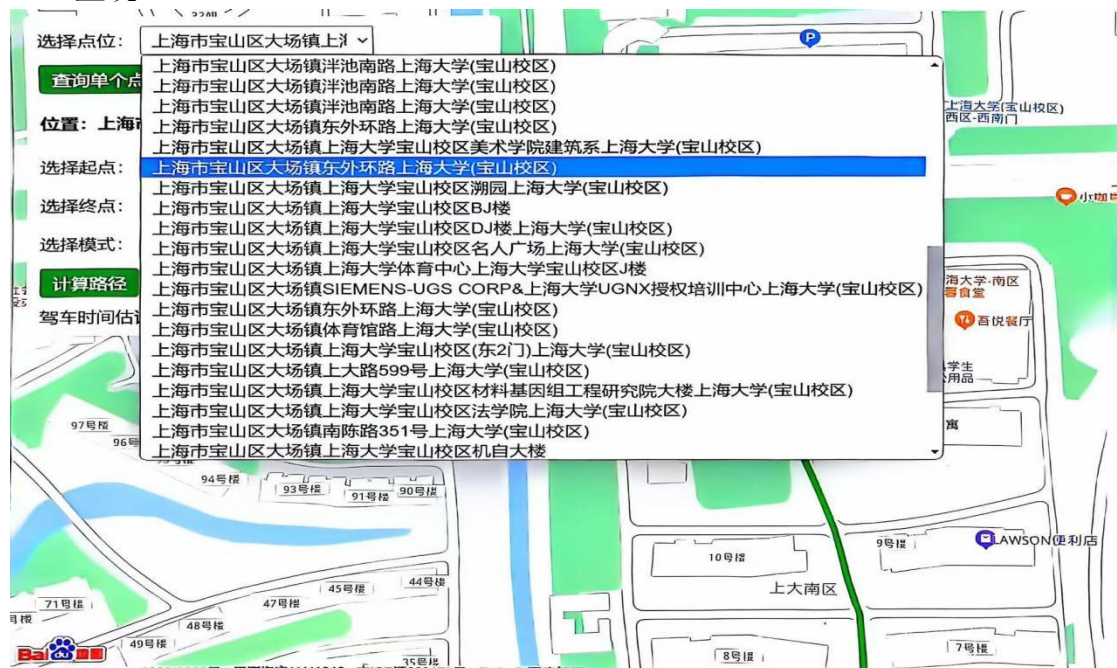 选择点位: 上海市宝山区大场镇上
查询单个点
位置: 上海
选择起点:
选择终点:
选择模式:
计算路径
驾车时间估
上海市宝山区大场镇泮池南路上海大学(宝山校区)
上海市宝山区大场镇泮池南路上海大学(宝山校区)
上海市宝山区大场镇泮池南路上海大学(宝山校区)
上海市宝山区大场镇东外环路上海大学(宝山校区)
上海市宝山区大场镇上海大学宝山校区美术学院建筑系上海大学(宝山校区)
上海市宝山区大场镇东外环路上海大学(宝山校区)
上海市宝山区大场镇上海大学宝山校区溯园上海大学(宝山校区)
上海市宝山区大场镇上海大学宝山校区BJ楼
上海市宝山区大场镇上海大学宝山校区DJ楼上海大学(宝山校区)
上海市宝山区大场镇上海大学宝山校区名人广场上海大学(宝山校区)
上海市宝山区大场镇上海大学体育中心上海大学宝山校区J楼
上海市宝山区大场镇SIEMENS-UGS CORP&上海大学UGNX授权培训中心上海大学(宝山校区)
上海市宝山区大场镇东外环路上海大学(宝山校区)
上海市宝山区大场镇体育馆路上海大学(宝山校区)
上海市宝山区大场镇上海大学宝山校区(东2门)上海大学(宝山校区)
上海市宝山区大场镇上大路599号上海大学(宝山校区)
上海市宝山区大场镇上海大学宝山校区材料基因组工程研究院大楼上海大学(宝山校区)
上海市宝山区大场镇上海大学宝山校区法学院上海大学(宝山校区)
上海市宝山区大场镇南陈路351号上海大学(宝山校区)
上海市宝山区大场镇上海大学宝山校区机自大楼
P
上海大学(宝山校区)
西区-西南门
小咖
海大学·南区
食堂
吾悦餐厅
学生
用品
寓
97号楼
96号
94号楼
93号楼
91号楼
90号楼
9号楼
LAWSON便利店
10号楼
上大南区
45号楼
44号楼
71号楼
47号楼
48号楼
49号楼
35号楼
8号楼
7号楼
Bai du 地图